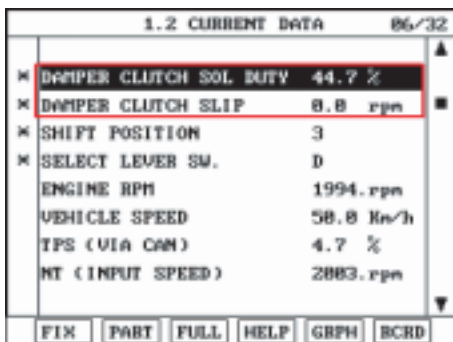 1.2 CURRENT DATA 06/32
* DAMPER CLUTCH SOL DUTY 44.7 %
* DAMPER CLUTCH SLIP 0.0 rpm
* SHIFT POSITION 3
* SELECT LEVER SW. D
ENGINE RPM 1994.rpm
VEHICLE SPEED 50.0 Km/h
TPS (VIA CAN) 4.7 %
NT (INPUT SPEED) 2003.rpm
FIX PART FULL HELP GRPH RCRD